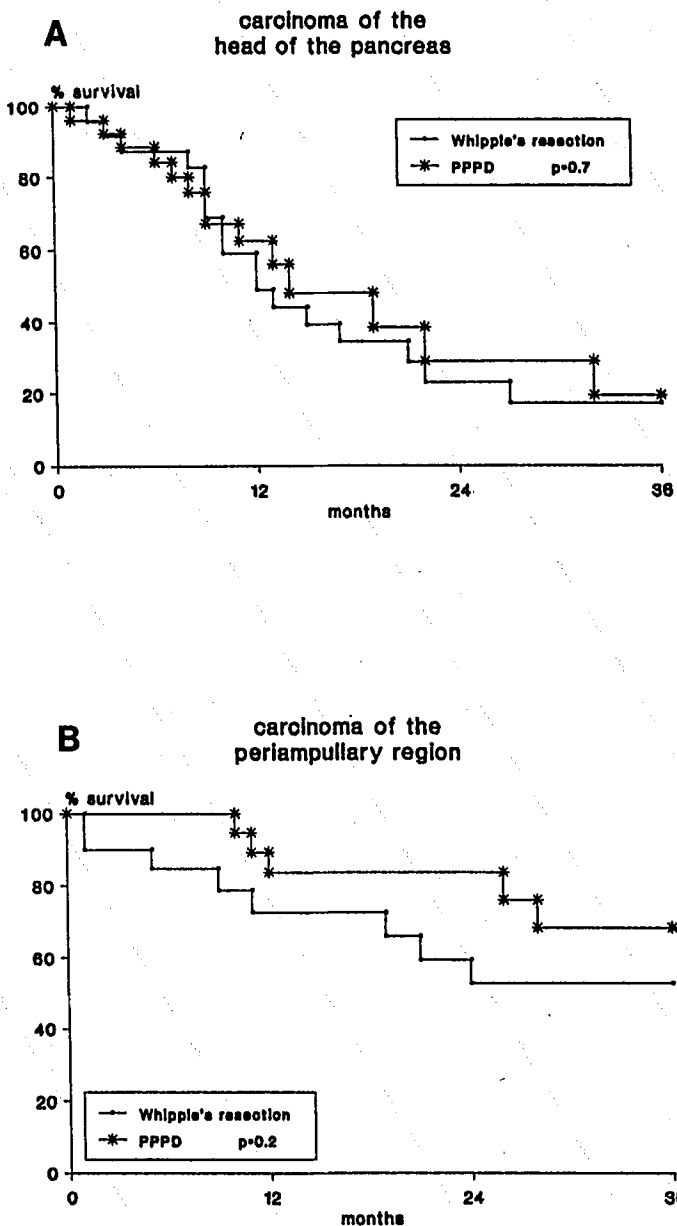 A
carcinoma of the
head of the pancreas
% survival
100
80
60
40
20
0
Whipple's resection
PPPD p=0.7
0 12 24 36
months
B
carcinoma of the
periampullary region
% survival
100
80
60
40
20
0
Whipple's resection
PPPD p=0.2
0 12 24 3
months